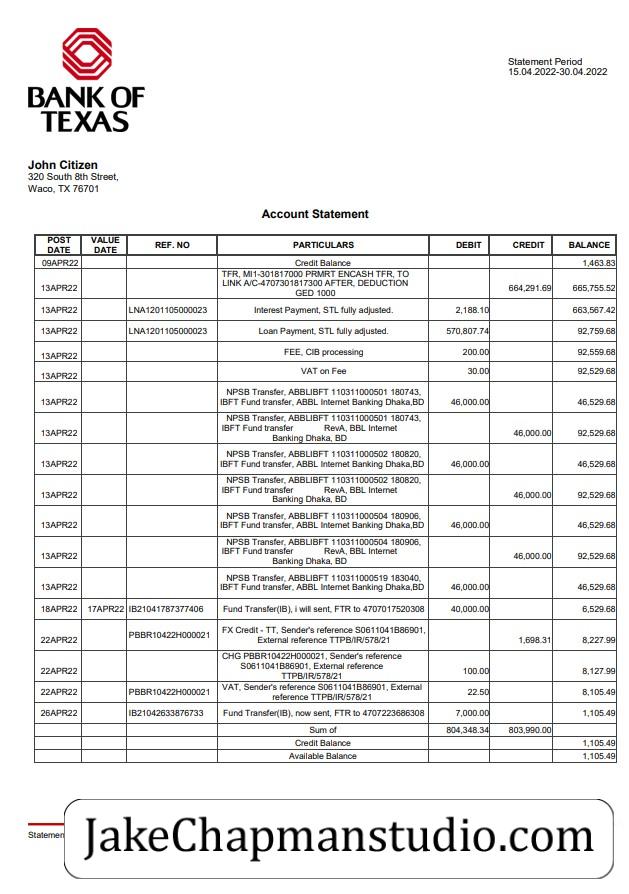 Statement Period
15.04.2022-30.04.2022
BANK OF
TEXAS
John Citizen
320 South 8th Street,
Waco, TX 76701
Account Statement
POST DATE VALUE DATE REF. NO PARTICULARS DEBIT CREDIT BALANCE
09APR22 Credit Balance 1,463.83
13APR22 TFR, MI1-301817000 PRMRT ENCASH TFR, TO
LINK A/C-4707301817300 AFTER, DEDUCTION
GED 1000 664,291.69 665,755.52
13APR22 LNA1201105000023 Interest Payment, STL fully adjusted. 2,188.10 663,567.42
13APR22 LNA1201105000023 Loan Payment, STL fully adjusted. 570,807.74 92,759.68
13APR22 FEE, CIB processing 200.00 92,559.68
13APR22 VAT on Fee 30.00 92,529.68
13APR22 NPSB Transfer, ABBLIBFT 110311000501 180743,
IBFT Fund transfer, ABBL Internet Banking Dhaka,BD 46,000.00 46,529.68
13APR22 NPSB Transfer, ABBLIBFT 110311000501 180743,
IBFT Fund transfer RevA, BBL Internet
Banking Dhaka, BD 46,000.00 92,529.68
13APR22 NPSB Transfer, ABBLIBFT 110311000502 180820,
IBFT Fund transfer, ABBL Internet Banking Dhaka,BD 46,000.00 46,529.68
13APR22 NPSB Transfer, ABBLIBFT 110311000502 180820,
IBFT Fund transfer RevA, BBL Internet
Banking Dhaka, BD 46,000.00 92,529.68
13APR22 NPSB Transfer, ABBLIBFT 110311000504 180906,
IBFT Fund transfer, ABBL Internet Banking Dhaka,BD 46,000.00 46,529.68
13APR22 NPSB Transfer, ABBLIBFT 110311000504 180906,
IBFT Fund transfer RevA, BBL Internet
Banking Dhaka, BD 46,000.00 92,529.68
13APR22 NPSB Transfer, ABBLIBFT 110311000519 183040,
IBFT Fund transfer, ABBL Internet Banking Dhaka,BD 46,000.00 46,529.68
18APR22 17APR22 IB21041787377406 Fund Transfer(IB), i will sent, FTR to 4707017520308 40,000.00 6,529.68
22APR22 PBBR10422H000021 FX Credit - TT, Sender's reference S0611041B86901,
External reference TTPB/IR/578/21 1,698.31 8,227.99
22APR22 CHG PBBR10422H000021, Sender's reference
S0611041B86901, External reference
TTPB/IR/578/21 100.00 8,127.99
22APR22 PBBR10422H000021 VAT, Sender's reference S0611041B86901, External
reference TTPB/IR/578/21 22.50 8,105.49
26APR22 IB21042633876733 Fund Transfer(IB), now sent, FTR to 4707223686308 7,000.00 1,105.49
Sum of 804,348.34 803,990.00
Credit Balance 1,105.49
Available Balance 1,105.49
Statemen
JakeChapmanstudio.com